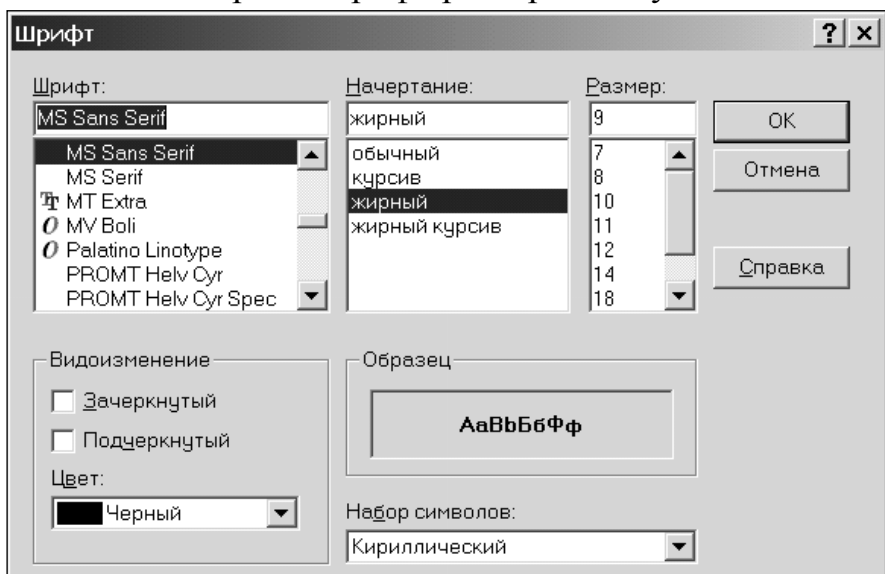 Шрифт
Шрифт:
Начертание:
Размер:
MS Sans Serif
жирный
9
OK
MS Sans Serif
MS Serif
MT Extra
MV Boli
Palatino Linotype
PROMT Helv Cyr
PROMT Helv Cyr Spec
обычный
курсив
жирный
жирный курсив
7
8
10
11
12
14
18
Отмена
Справка
Видоизменение
Зачеркнутый
Подчеркнутый
Цвет:
Черный
Образец
АаВbБбФф
Набор символов:
Кириллический